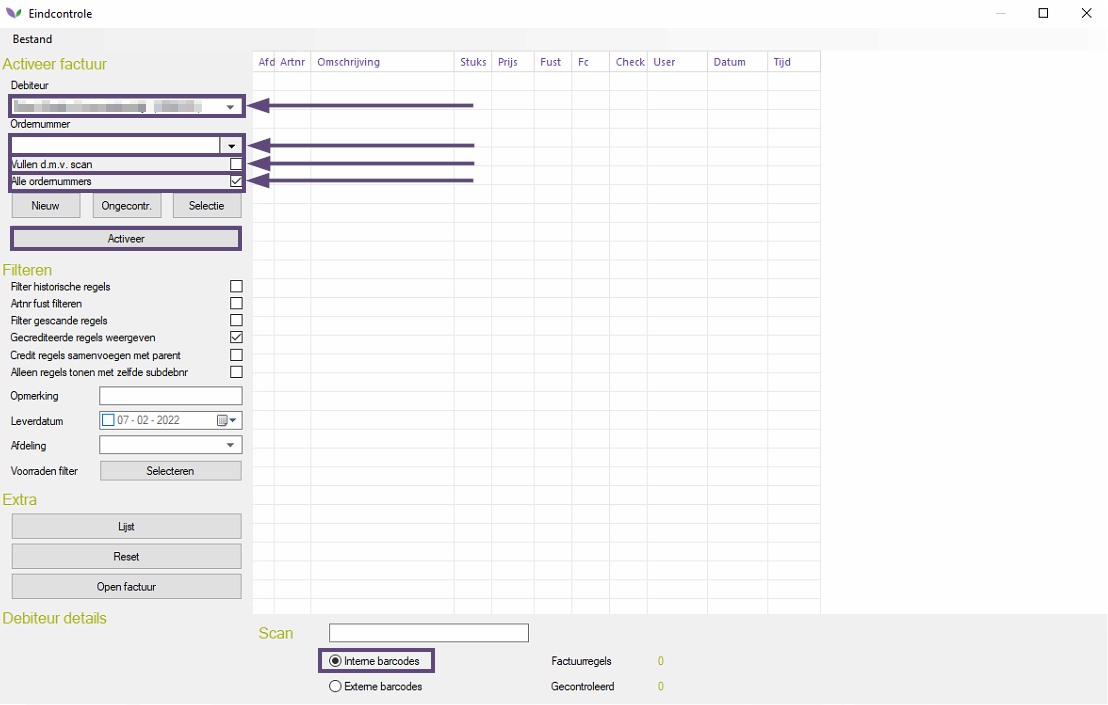 Eindcontrole
Bestand
Activeer factuur
Debiteur
Ordernummer
Vullen d.m.v. scan
Alle ordernummers
Nieuw Ongecontr. Selectie
Activeer
Filteren
Filter historische regels
Artnr fust filteren
Filter gescande regels
Gecrediteerde regels weergeven
Credit regels samenvoegen met parent
Alleen regels tonen met zelfde subdebnr
Opmerking
Leverdatum 07 - 02 - 2022
Afdeling
Voorraden filter Selecteren
Extra
Lijst
Reset
Open factuur
Debiteur details
Afd Artnr Omschrijving Stuks Prijs Fust Fc Check User Datum Tijd
Scan
Interne barcodes Factuurregels 0
Externe barcodes Gecontroleerd 0